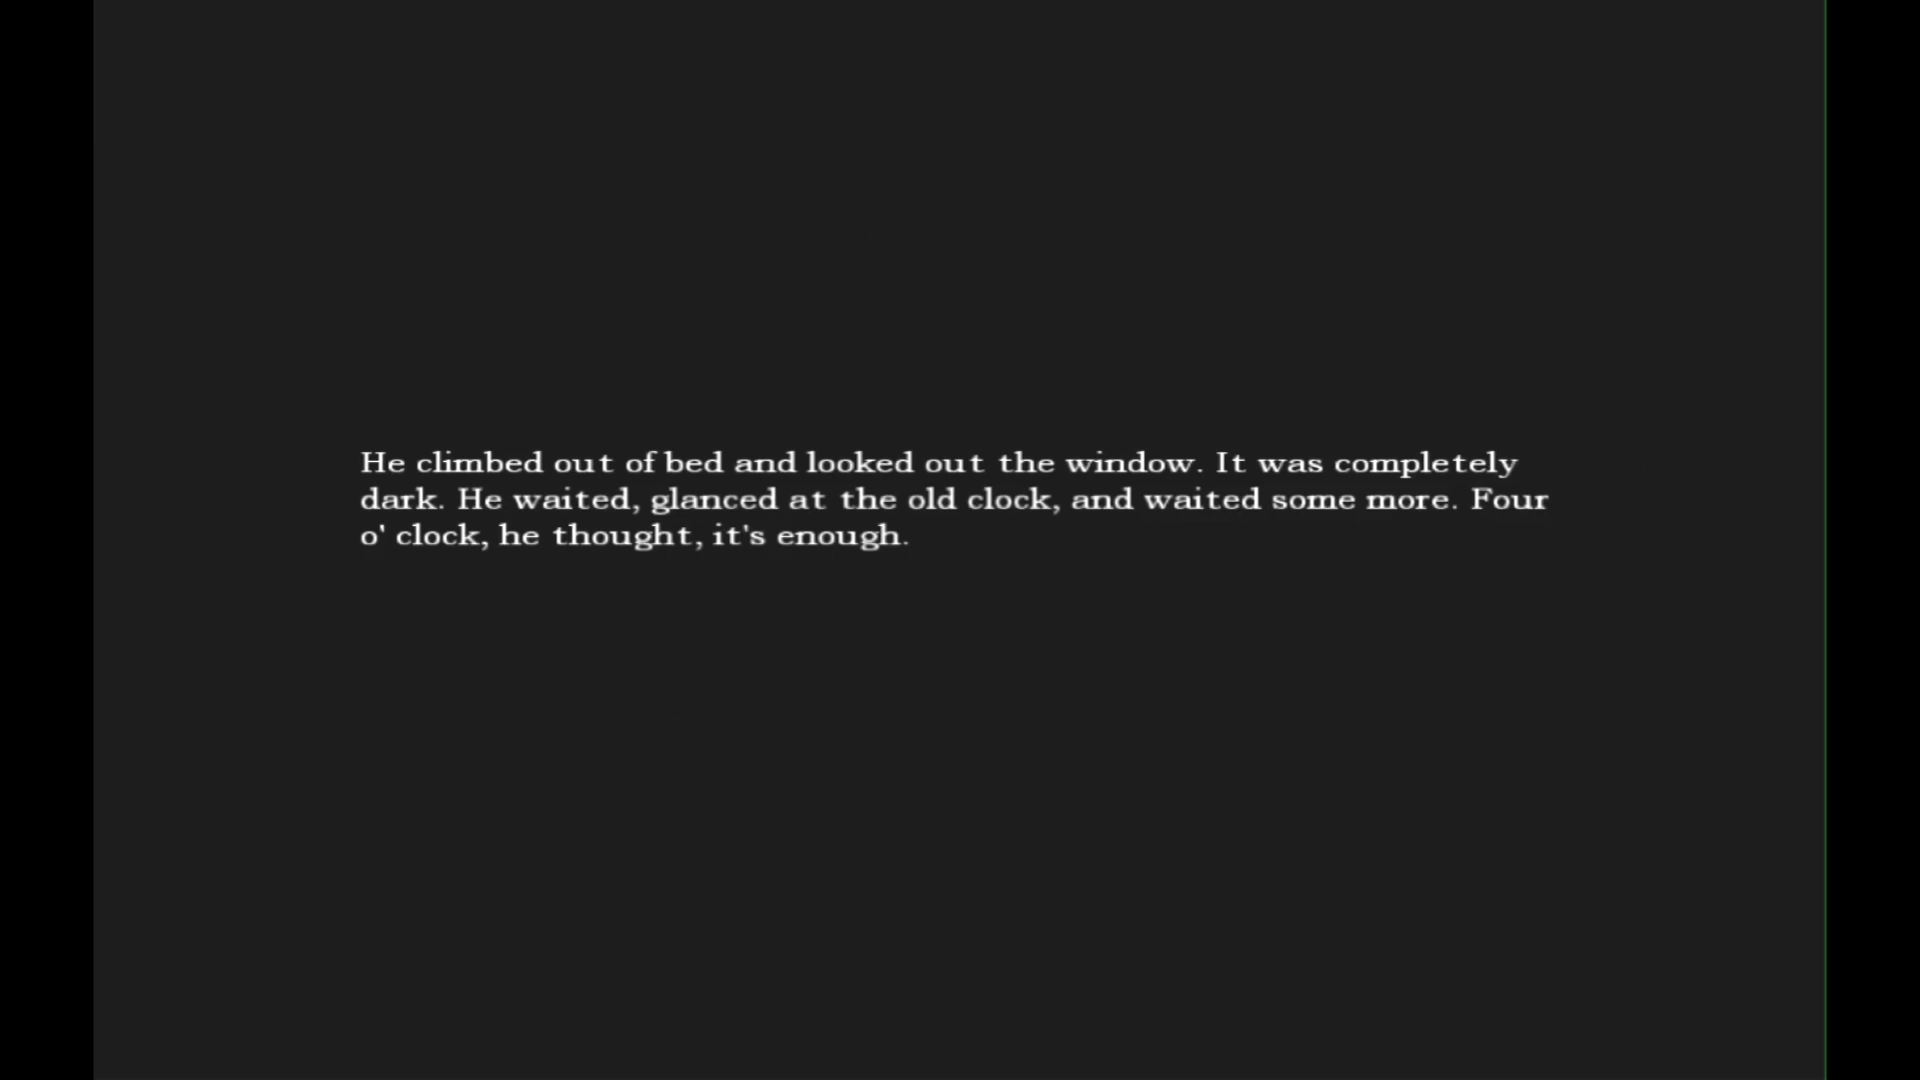 He climbed out of bed and looked out the window. It was completely
dark. He waited, glanced at the old clock, and waited some more. Four
o' clock, he thought, it's enough.